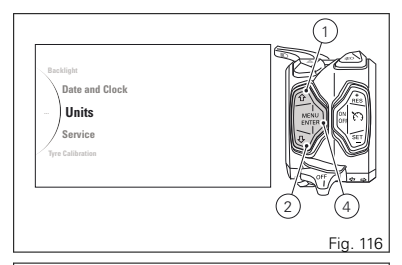 Backlight
Date and Clock
Units
Service
Tyre Calibration
1
MENU
ENTER
ON
OFF
RES
SET
OFF
2
4
Fig. 116